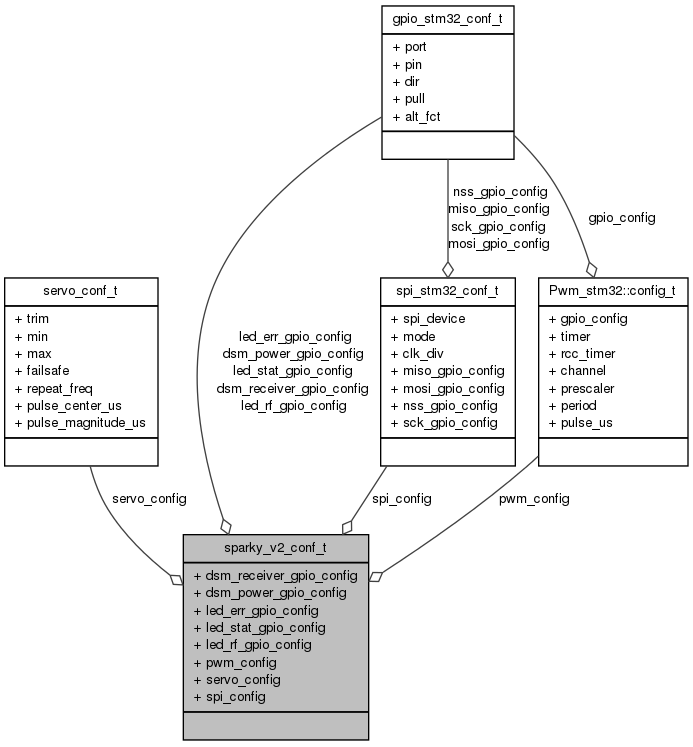 gpio_stm32_conf_t
+ port
+ pin
+ dir
+ pull
+ alt_fct
nss_gpio_config
miso_gpio_config
sck_gpio_config
mosi_gpio_config
gpio_config
servo_conf_t
+ trim
+ min
+ max
+ failsafe
+ repeat_freq
+ pulse_center_us
+ pulse_magnitude_us
led_err_gpio_config
dsm_power_gpio_config
led_stat_gpio_config
dsm_receiver_gpio_config
led_rf_gpio_config
spi_stm32_conf_t
+ spi_device
+ mode
+ clk_div
+ miso_gpio_config
+ mosi_gpio_config
+ nss_gpio_config
+ sck_gpio_config
Pwm_stm32::config_t
+ gpio_config
+ timer
+ rcc_timer
+ channel
+ prescaler
+ period
+ pulse_us
servo_config
spi_config
pwm_config
sparky_v2_conf_t
+ dsm_receiver_gpio_config
+ dsm_power_gpio_config
+ led_err_gpio_config
+ led_stat_gpio_config
+ led_rf_gpio_config
+ pwm_config
+ servo_config
+ spi_config